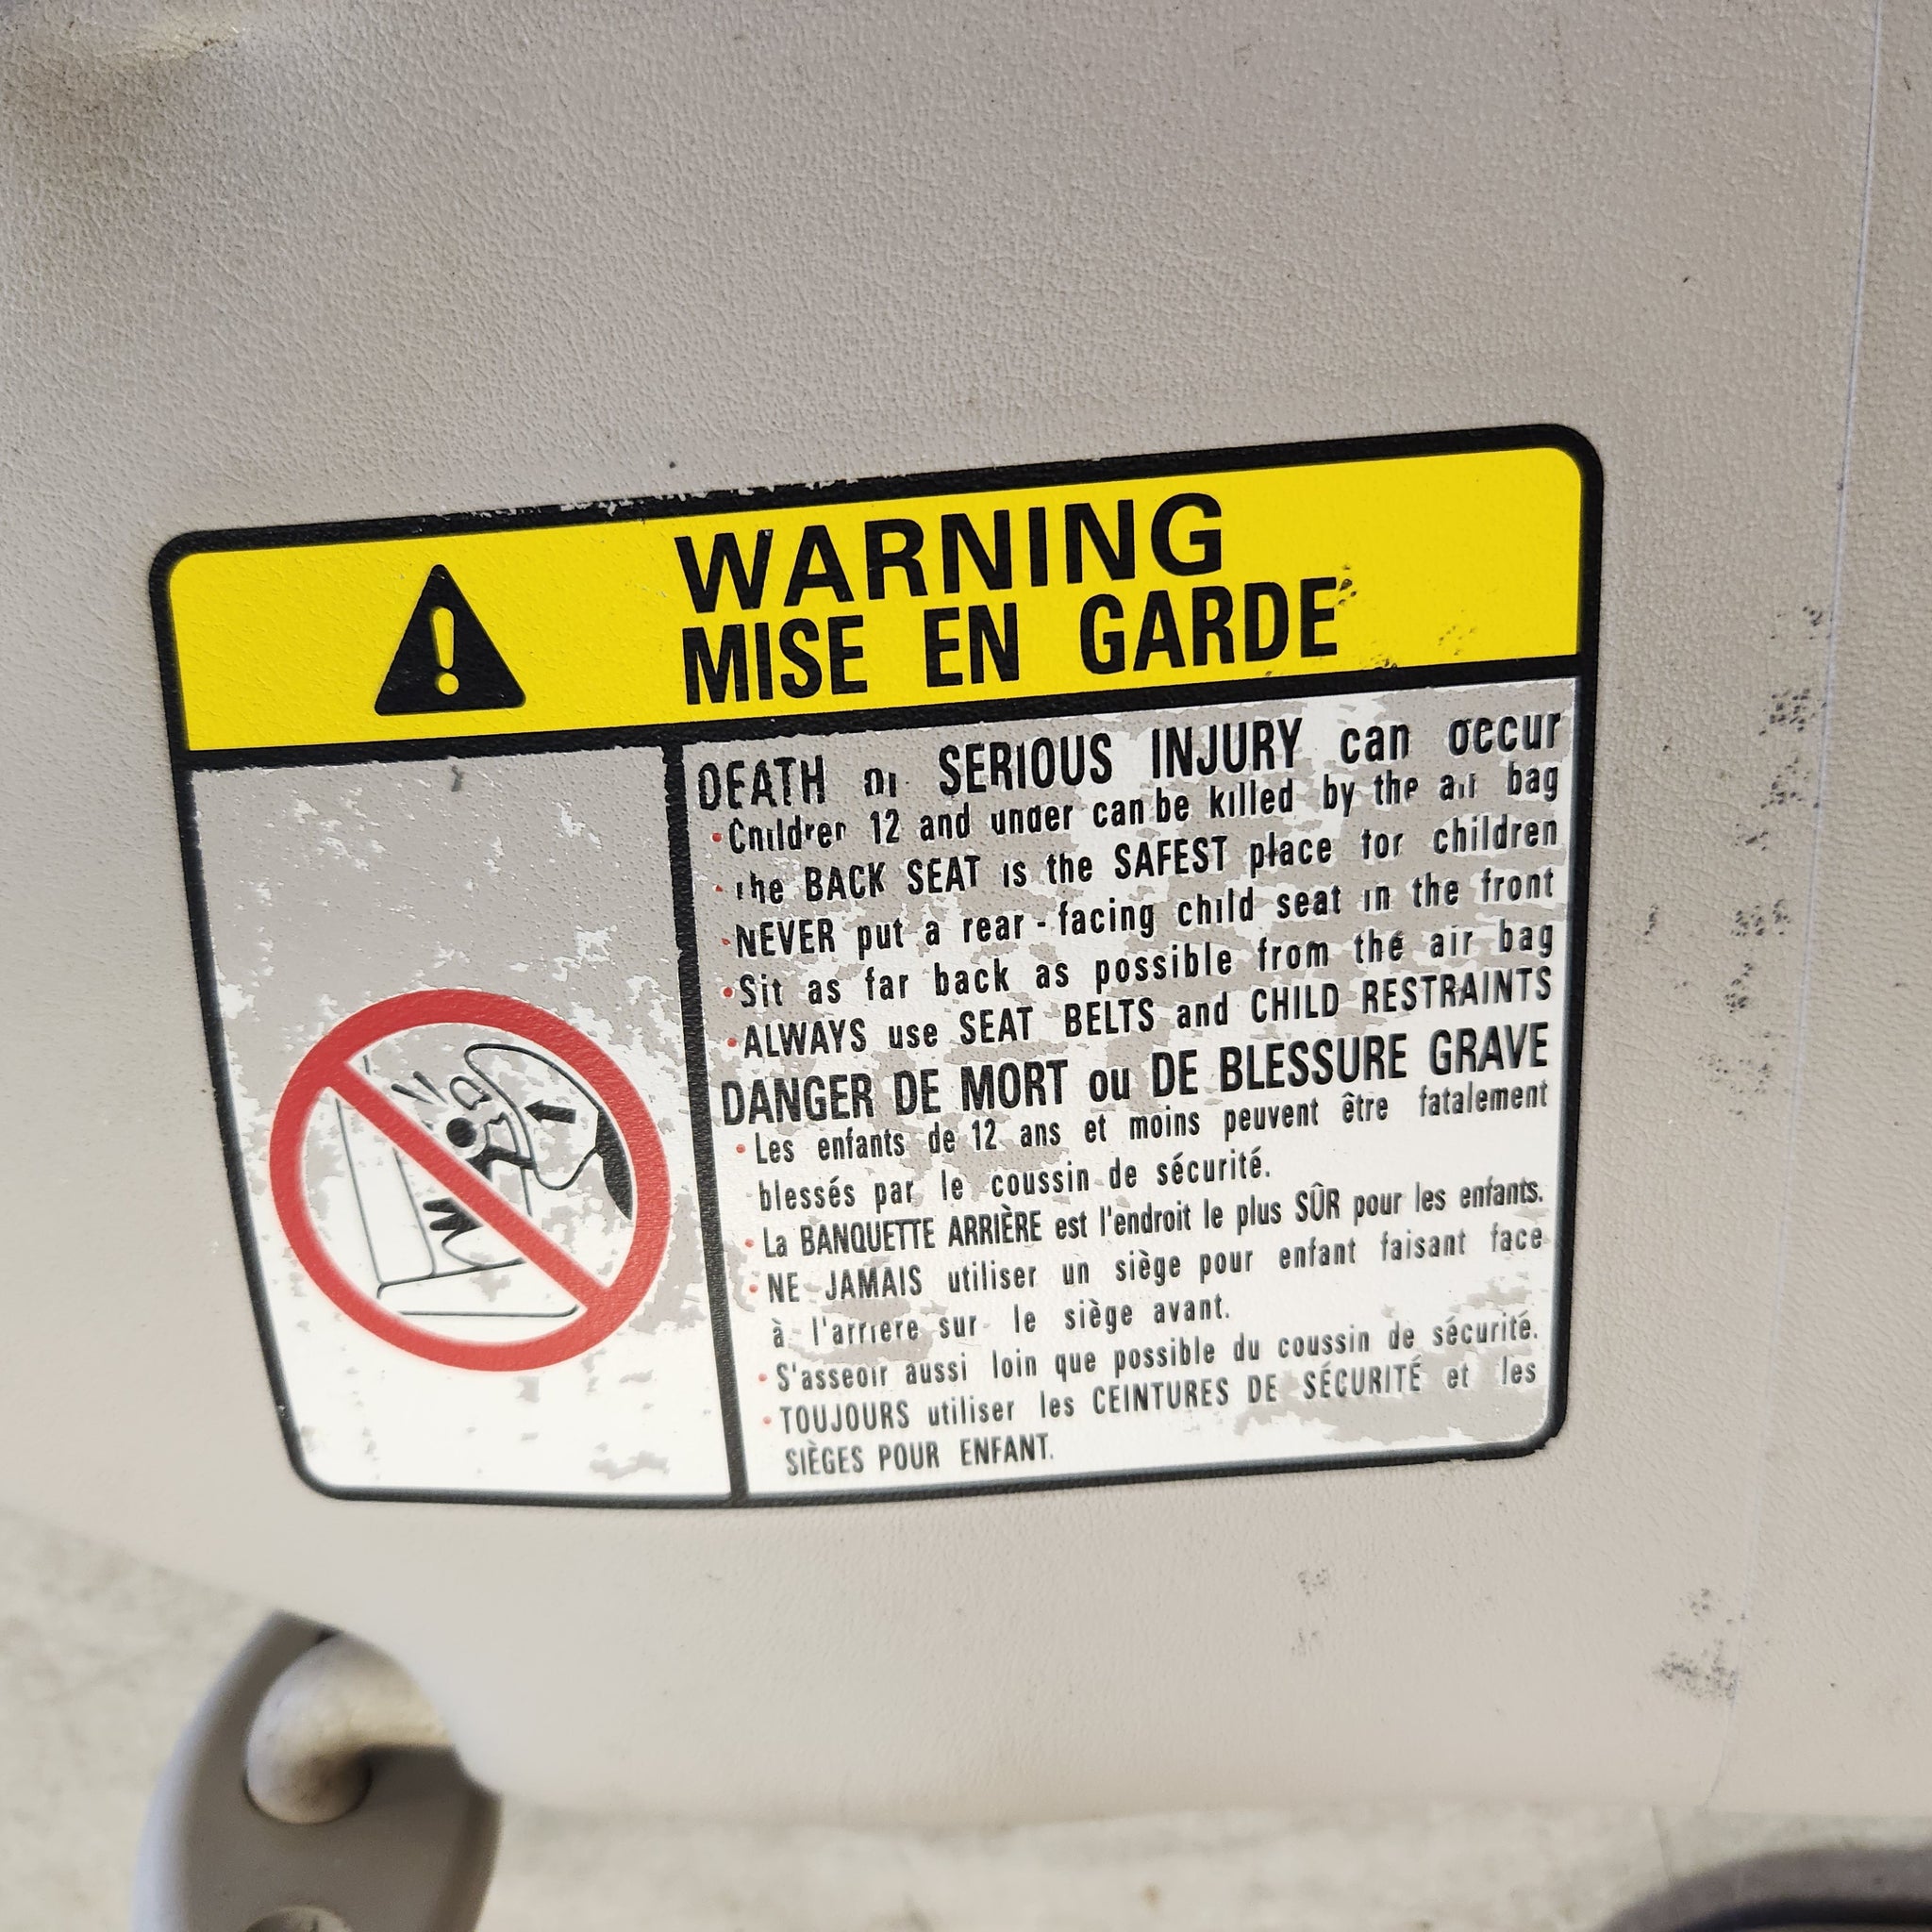 WARNING
MISE EN GARDE
DEATH or SERIOUS INJURY can occur
•Children 12 and under can be killed by the air bag
•The BACK SEAT is the SAFEST place for children
•NEVER put a rear-facing child seat in the front
•Sit as far back as possible from the air bag
•ALWAYS use SEAT BELTS and CHILD RESTRAINTS
DANGER DE MORT ou DE BLESSURE GRAVE
•Les enfants de 12 ans et moins peuvent être fatalement
blessés par le coussin de sécurité.
•La BANQUETTE ARRIÈRE est l'endroit le plus SÛR pour les enfants.
•NE JAMAIS utiliser un siège pour enfant faisant face
à l'arrière sur le siège avant.
•S'asseoir aussi loin que possible du coussin de sécurité.
•TOUJOURS utiliser les CEINTURES DE SÉCURITÉ et les
SIÈGES POUR ENFANT.